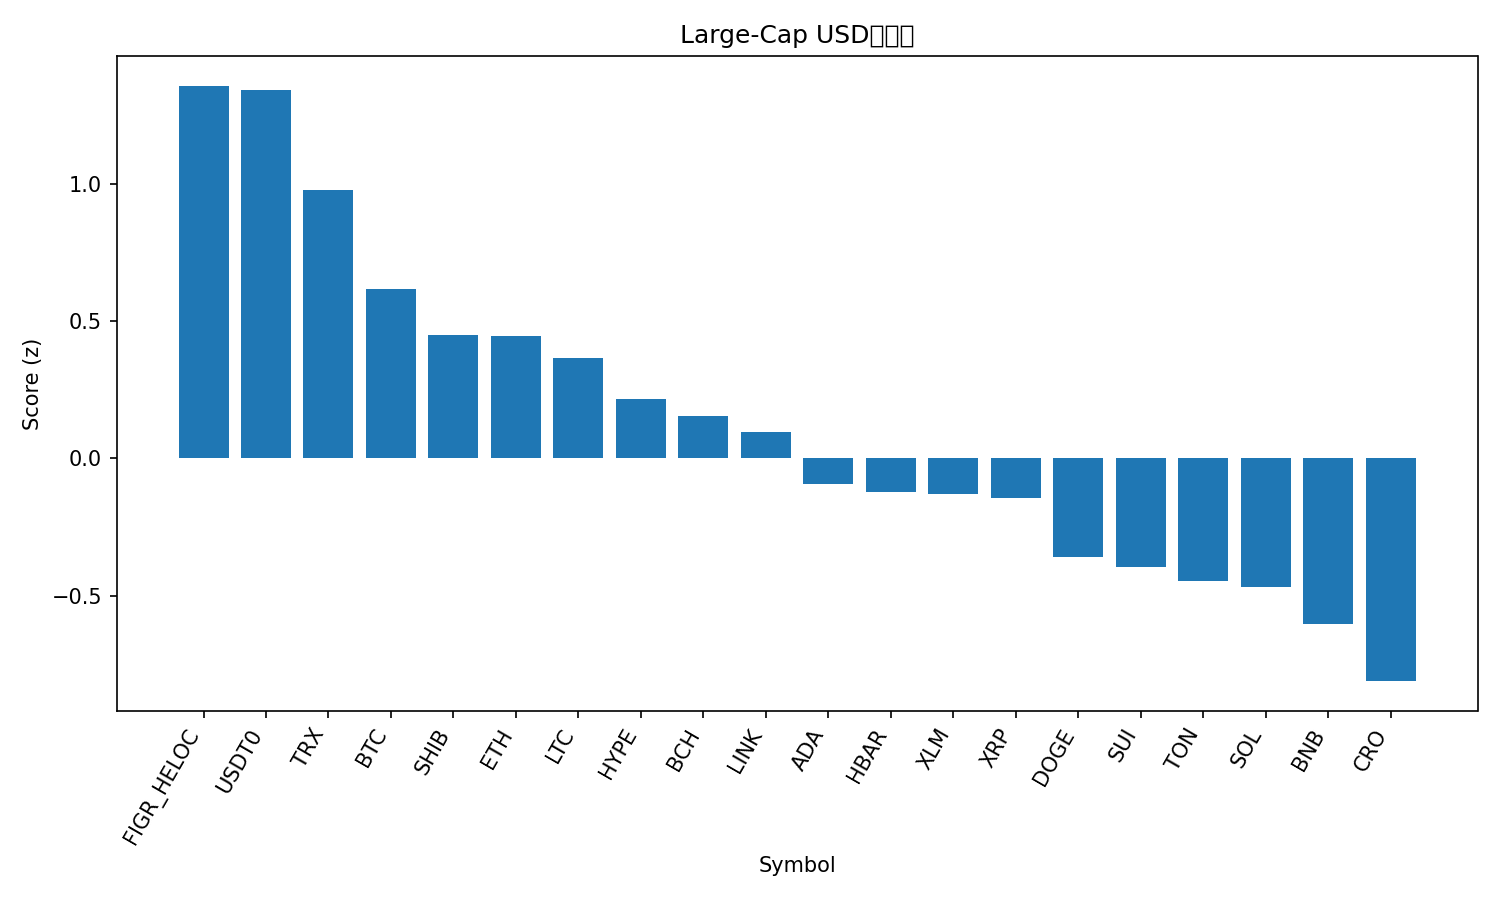 Large-Cap USD
Score (z)
1.0
0.5
0.0
−0.5
FIGR_HELOC
USDT0
TRX
BTC
SHIB
ETH
LTC
HYPE
BCH
LINK
ADA
HBAR
XLM
XRP
DOGE
SUI
TON
SOL
BNB
CRO
Symbol